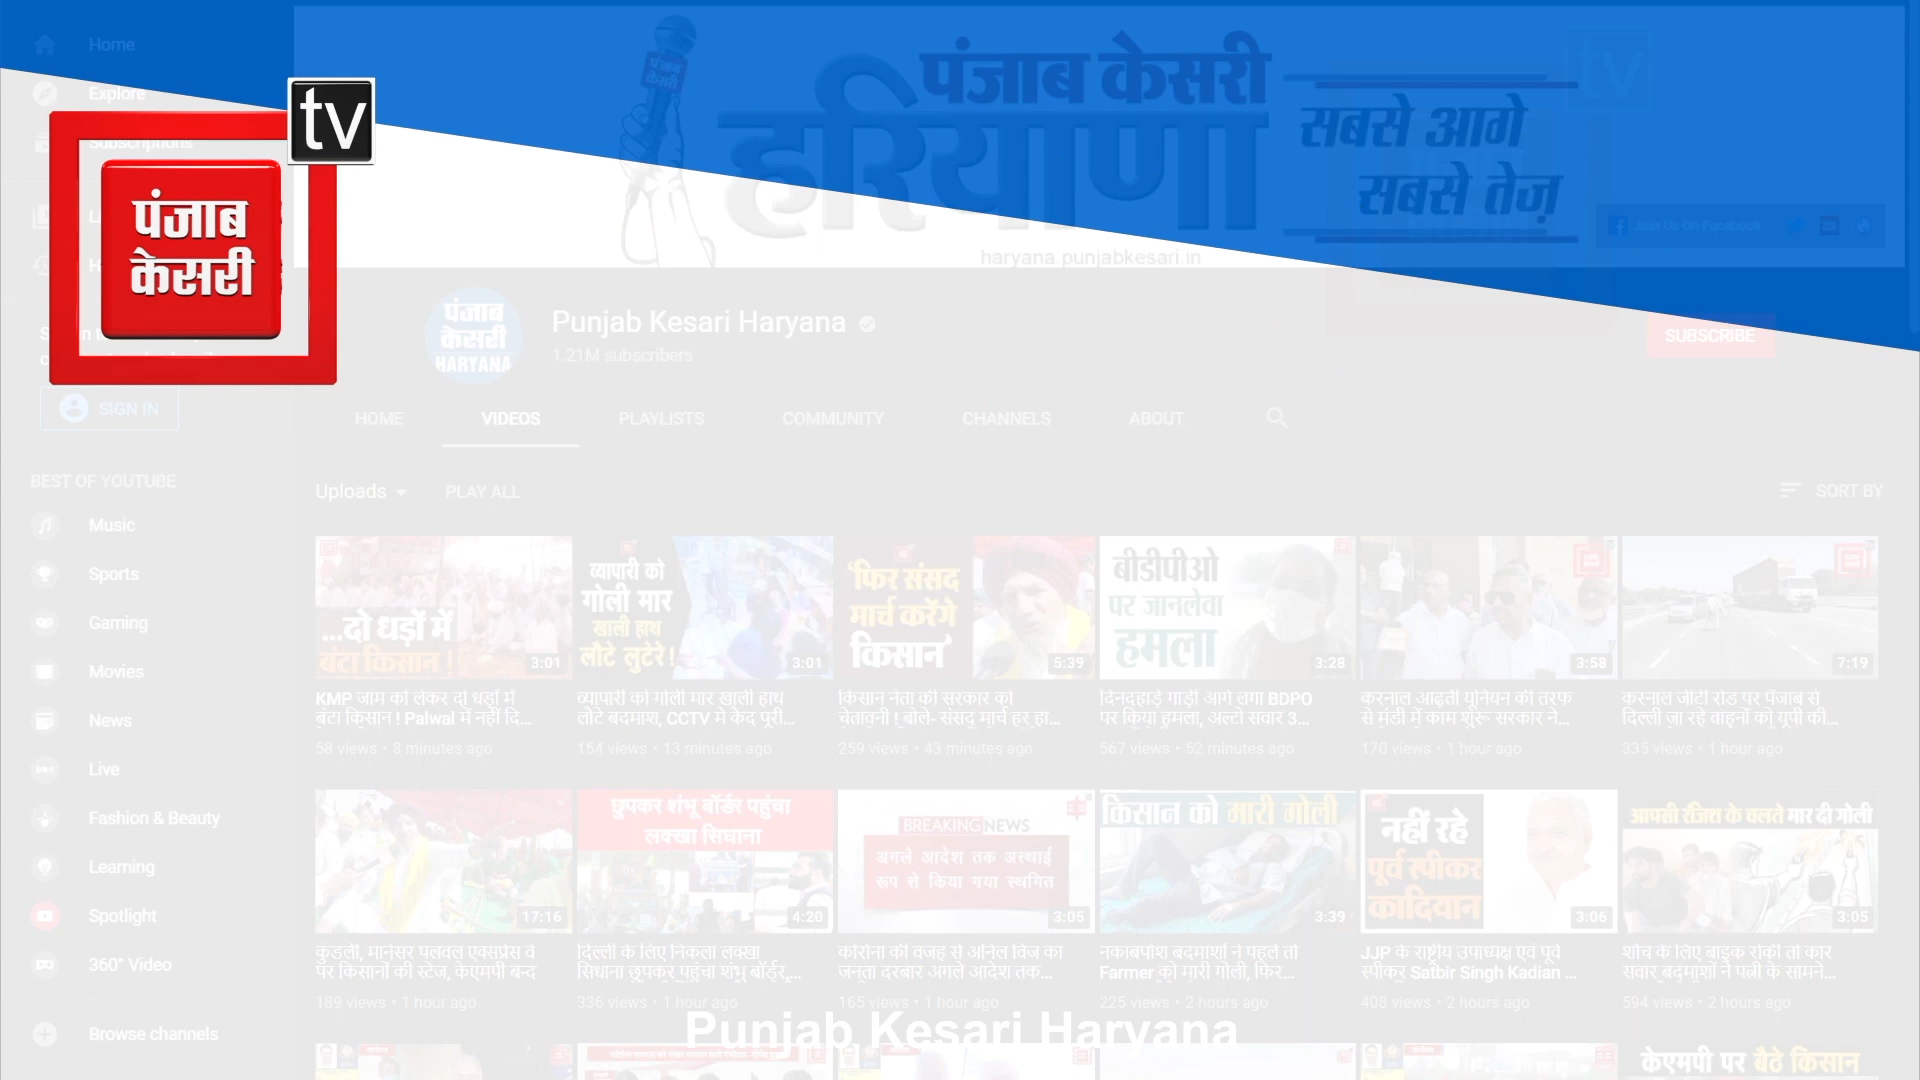 Home
Explore
Subscriptions
tv
पंजाब
केसरी
पंजाब केसरी
हरियाणा
सबसे आगे
सबसे तेज़
tv
Join Us On Facebook
haryana.punjabkesari.in
पंजाब
केसरी
HARYANA
Punjab Kesari Haryana
1.21M subscribers
SUBSCRIBE
SIGN IN
HOME
VIDEOS
PLAYLISTS
COMMUNITY
CHANNELS
ABOUT
Uploads
PLAY ALL
SORT BY
BEST OF YOUTUBE
Music
Sports
Gaming
Movies
News
Live
Fashion & Beauty
Learning
Spotlight
360° Video
Browse channels
...दो धड़ों में
बंटा किसान !
3:01
व्यापारी को
गोली मार
खाली हाथ
लौटे लुटेरे !
3:01
'फिर संसद
मार्च करेंगे
किसान'
5:39
बीडीपीओ
पर जानलेवा
हमला
3:28
3:58
7:19
KMP जाम को लेकर दो धड़ों में
बंटा किसान ! Palwal में नहीं दि...
58 views • 8 minutes ago
व्यापारी को गोली मार खाली हाथ
लौटे बदमाश, CCTV में कैद पूरी...
154 views • 13 minutes ago
किसान नेता की सरकार को
चेतावनी ! बोले- संसद मार्च हर हा...
259 views • 43 minutes ago
दिनदहाड़े गाड़ी आगे लगा BDPO
पर किया हमला, अल्टो सवार 3...
567 views • 52 minutes ago
करनाल आढ़ती यूनियन की तरफ
से मंडी में काम शुरू सरकार ने...
170 views • 1 hour ago
करनाल जीटी रोड पर पंजाब से
दिल्ली जा रहे वाहनों को यूपी की...
335 views • 1 hour ago
17:16
छुपकर शंभू बॉर्डर पहुंचा
लक्खा सिधाना
4:20
BREAKING NEWS
अगले आदेश तक अस्थाई
रूप से किया गया स्थगित
3:05
किसान को मारी गोली
3:39
नहीं रहे
पूर्व स्पीकर
कादियान
3:06
आपसी रंजिश के चलते मार दी गोली
3:05
कुंडली, मानेसर पलवल एक्सप्रेस वे
पर किसानों की स्टेज, केएमपी बन्द
189 views • 1 hour ago
दिल्ली के लिए निकला लक्खा
सिधाना छुपकर पहुंचा शंभू बॉर्डर,...
336 views • 1 hour ago
कोरोना की वजह से अनिल विज का
जनता दरबार अगले आदेश तक...
165 views • 1 hour ago
नकाबपोश बदमाशों ने पहले तो
Farmer को मारी गोली, फिर...
225 views • 2 hours ago
JJP के राष्ट्रीय उपाध्यक्ष एवं पूर्व
स्पीकर Satbir Singh Kadian ...
408 views • 2 hours ago
शौच के लिए बाइक रोकी तो कार
सवार बदमाशों ने पत्नी के सामने...
594 views • 2 hours ago
Punjab Kesari Haryana
केएमपी पर बैठे किसान